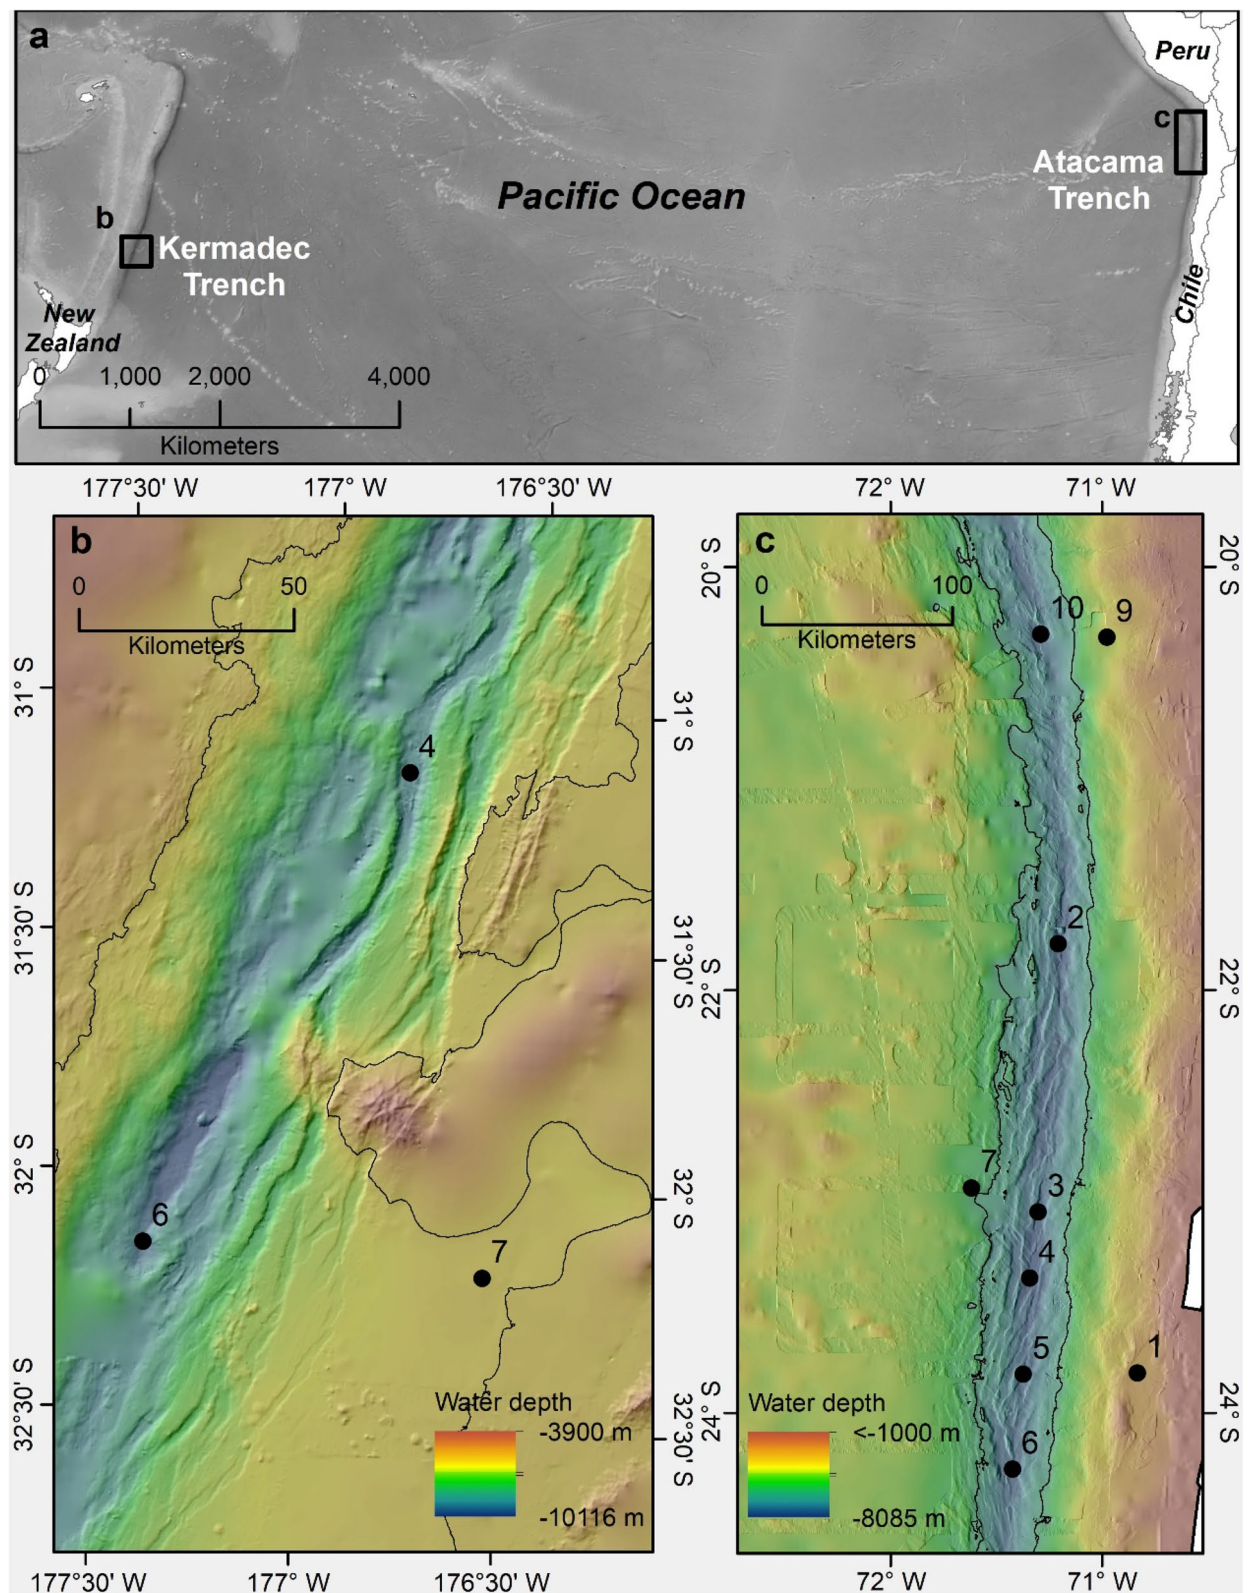 a
Peru
c
Atacama
Trench
Pacific Ocean
b
Kermadec
Trench
Chile
New
Zealand
0 1,000 2,000 4,000
Kilometers
177°30' W 177° W 176°30' W
b
0 50
Kilometers
31° S
31°30' S
32° S
32°30' S
4
6
7
31° S
31°30' S
32° S
32°30' S
Water depth
-3900 m
-10116 m
177°30' W 177° W 176°30' W
72° W 71° W
c
0 100
Kilometers
20° S
22° S
24° S
10 9
2
7
3
4
5 1
6
20° S
22° S
24° S
Water depth
<-1000 m
-8085 m
72° W 71° W